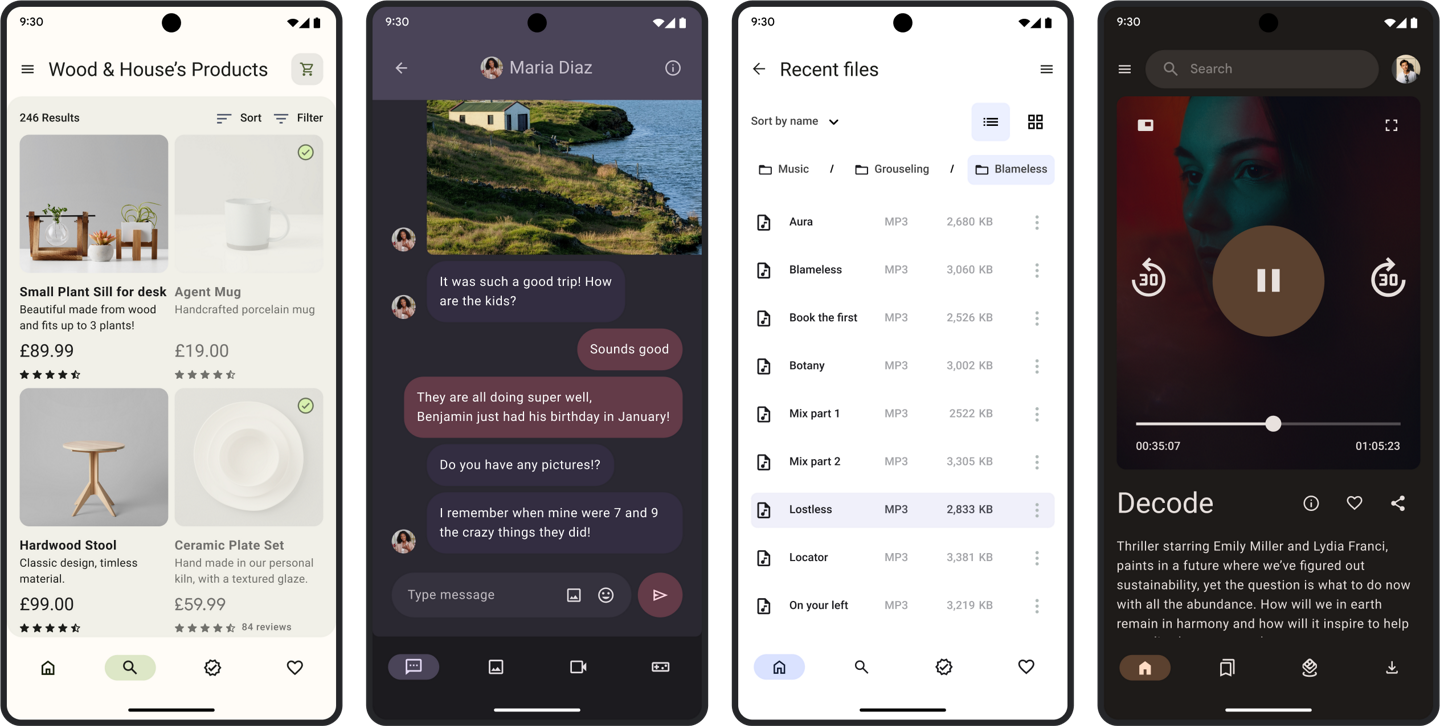 9:30
Wood & House's Products
246 Results
Sort
Filter
Small Plant Sill for desk
Beautiful made from wood
and fits up to 3 plants!
£89.99
Agent Mug
Handcrafted porcelain mug
£19.00
Hardwood Stool
Classic design, timless
material.
£99.00
Ceramic Plate Set
Hand made in our personal
kiln, with a textured glaze.
£59.99
84 reviews
9:30
Maria Diaz
It was such a good trip! How
are the kids?
Sounds good
They are all doing super well,
Benjamin just had his birthday in January!
Do you have any pictures!?
I remember when mine were 7 and 9
the crazy things they did!
Type message
9:30
Recent files
Sort by name
Music / Grouseling / Blameless
Aura MP3 2,680 KB
Blameless MP3 3,060 KB
Book the first MP3 2,526 KB
Botany MP3 3,002 KB
Mix part 1 MP3 2522 KB
Mix part 2 MP3 3,305 KB
Lostless MP3 2,833 KB
Locator MP3 3,381 KB
On your left MP3 3,219 KB
9:30
Search
30
30
00:35:07
01:05:23
Decode
Thriller starring Emily Miller and Lydia Franci,
paints in a future where we've figured out
sustainability, yet the question is what to do now
with all the abundance. How will we in earth
remain in harmony and how will it inspire to help